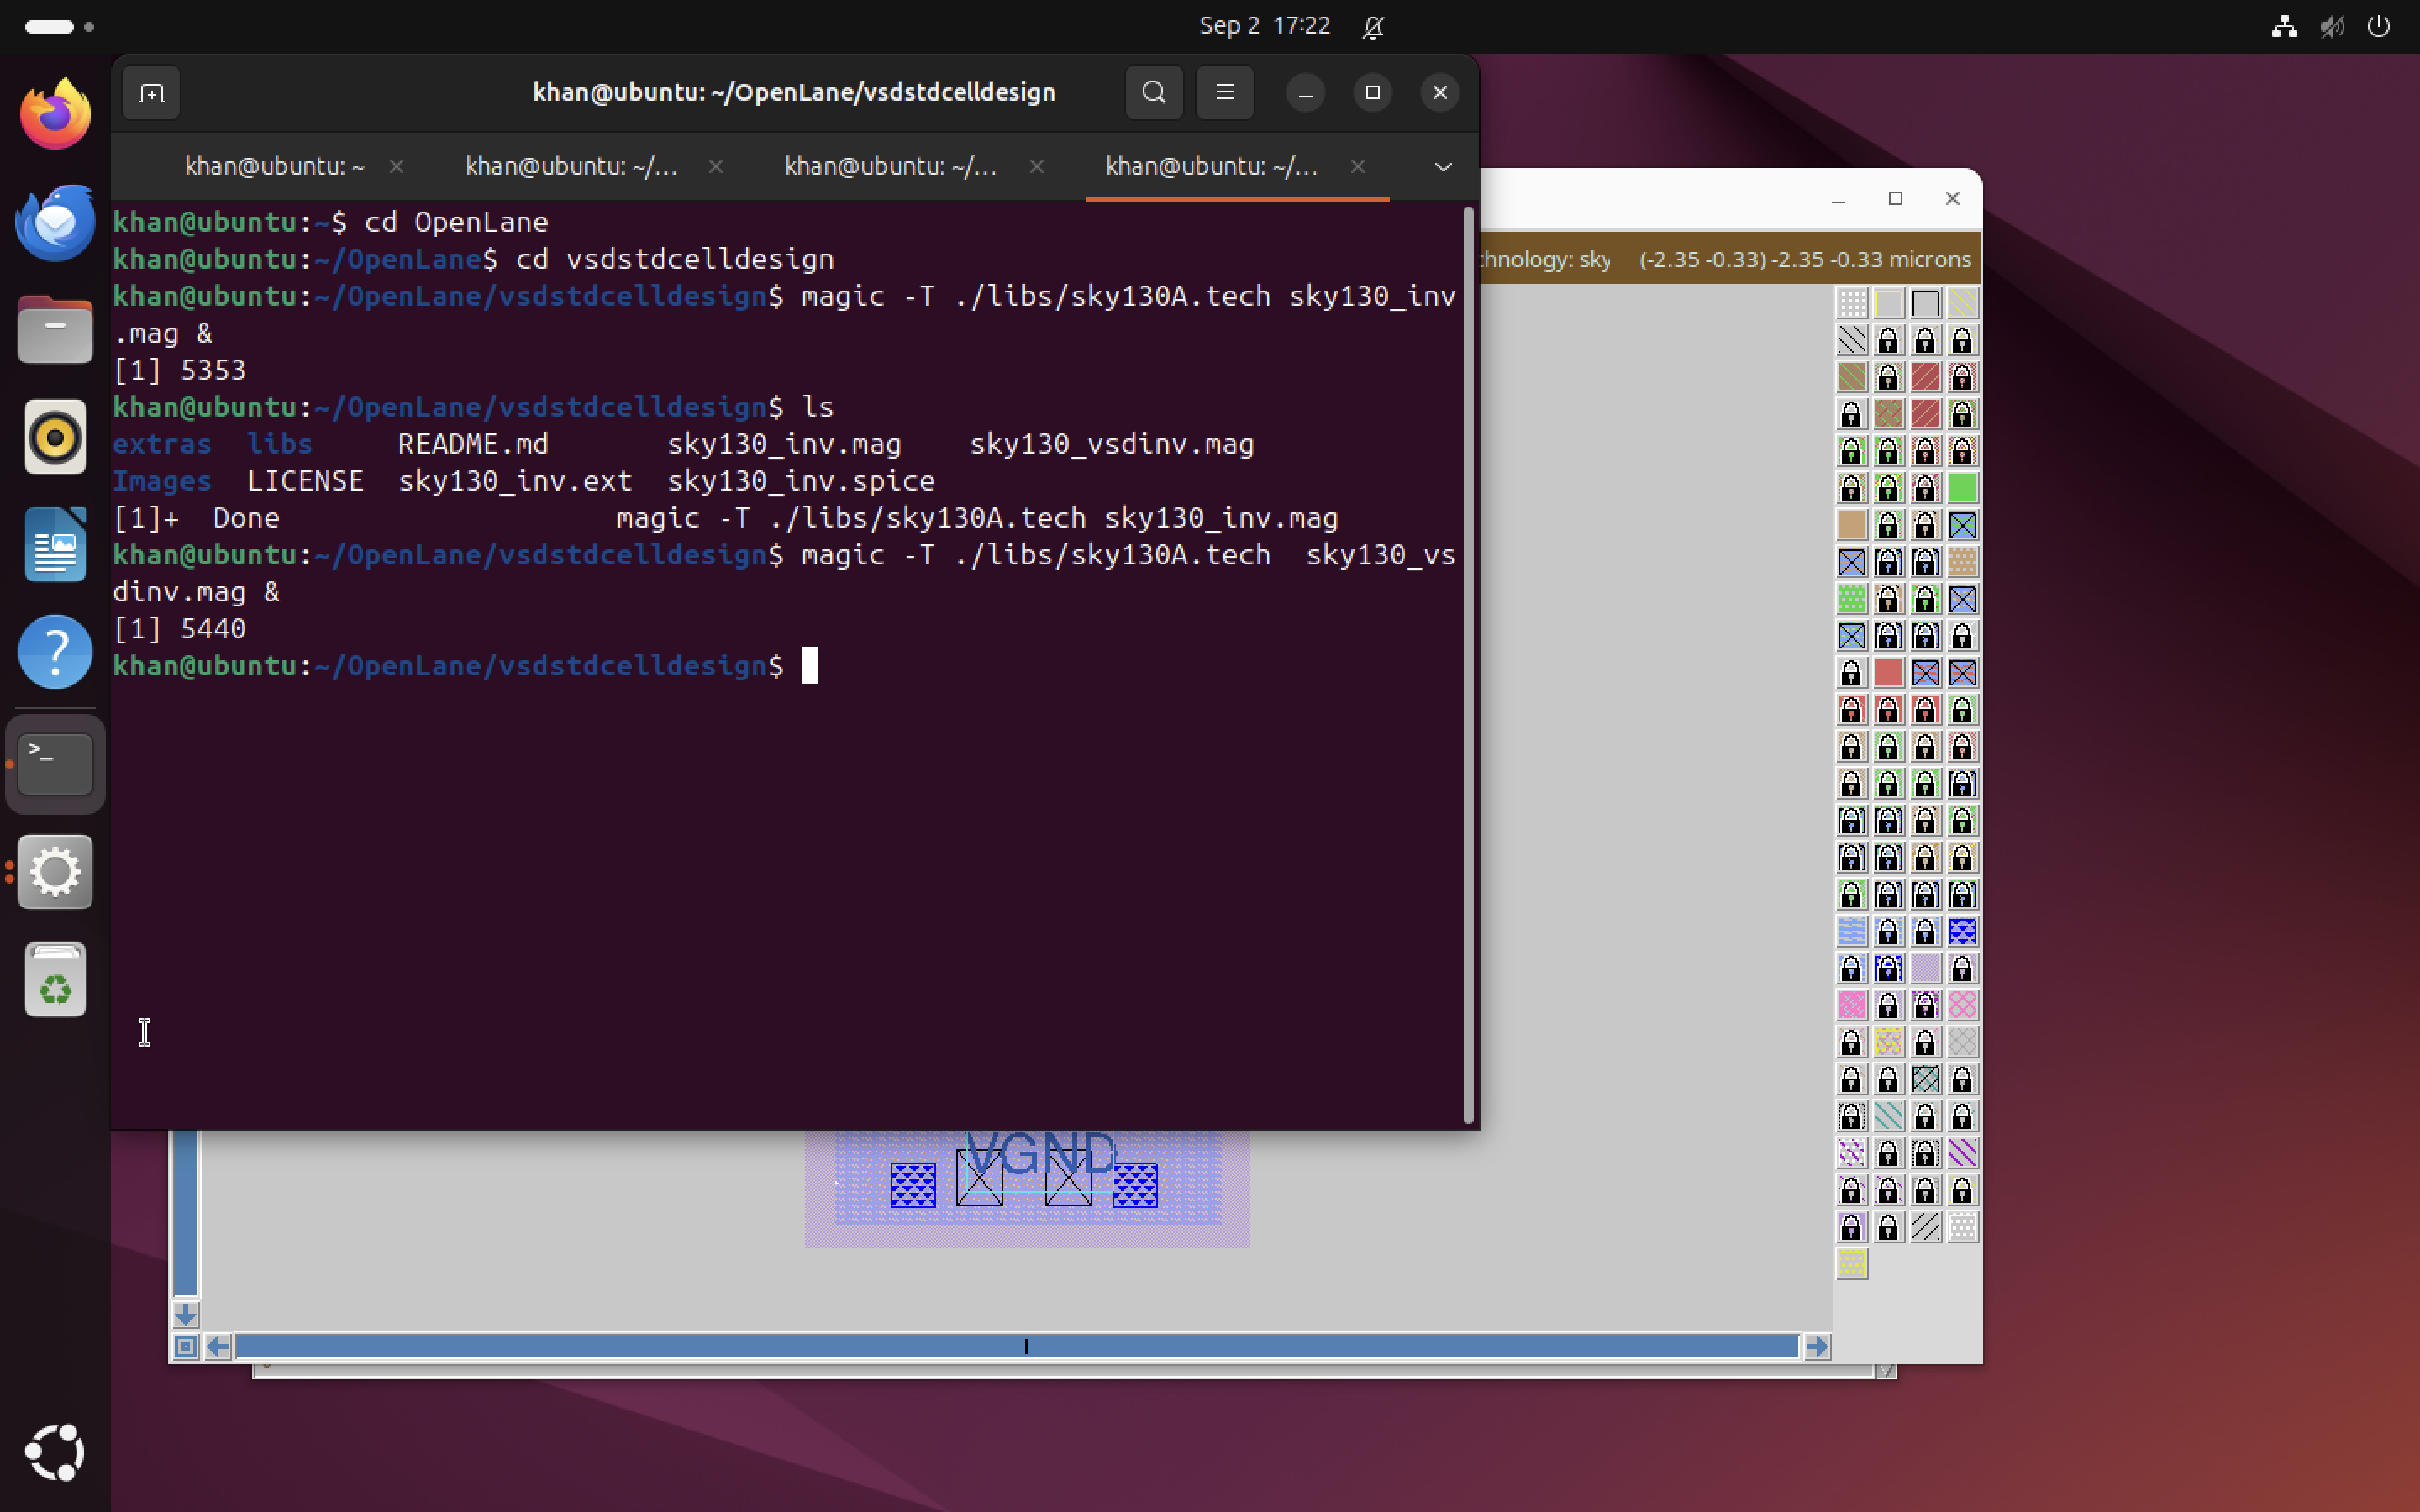 Sep 2 17:22
khan@ubuntu: ~/OpenLane/vsdstdcelldesign
khan@ubuntu: ~
khan@ubuntu: ~/...
khan@ubuntu: ~/...
khan@ubuntu: ~/...
khan@ubuntu:~$ cd OpenLane
khan@ubuntu:~/OpenLane$ cd vsdstdcelldesign
khan@ubuntu:~/OpenLane/vsdstdcelldesign$ magic -T ./libs/sky130A.tech sky130_inv
.mag &
[1] 5353
khan@ubuntu:~/OpenLane/vsdstdcelldesign$ ls
extras libs README.md sky130_inv.mag sky130_vsdinv.mag
Images LICENSE sky130_inv.ext sky130_inv.spice
[1]+ Done magic -T ./libs/sky130A.tech sky130_inv.mag
khan@ubuntu:~/OpenLane/vsdstdcelldesign$ magic -T ./libs/sky130A.tech  sky130_vs
dinv.mag &
[1] 5440
khan@ubuntu:~/OpenLane/vsdstdcelldesign$
chnology: sky (-2.35 -0.33) -2.35 -0.33 microns
VGND